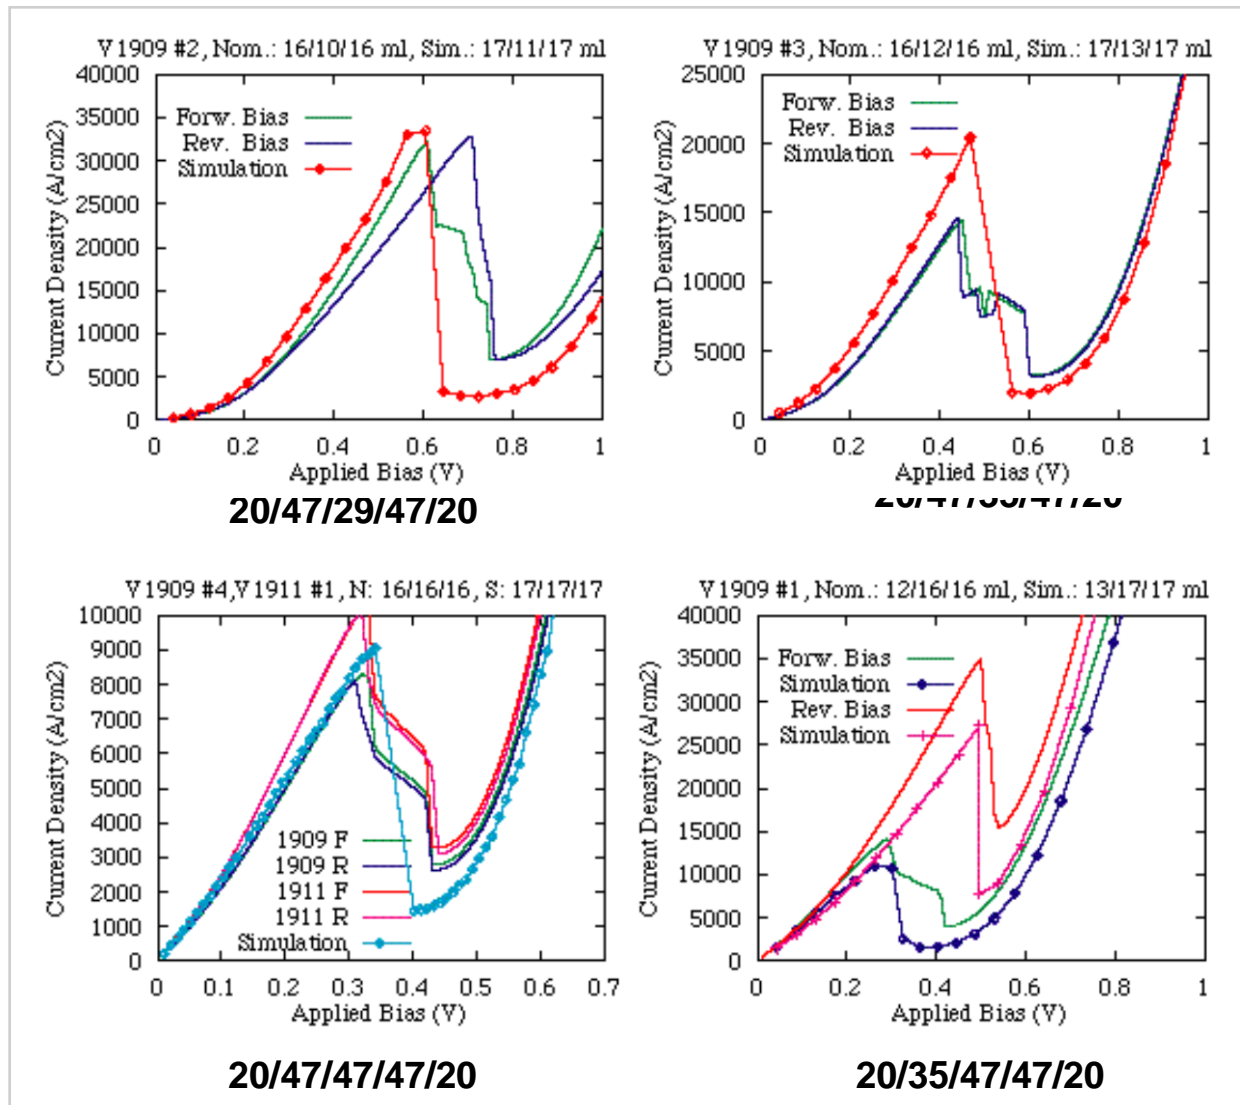 V1909 #2, Nom.: 16/10/16 ml, Sim.: 17/11/17 ml
40000
35000
30000
25000
20000
15000
10000
5000
0
Current Density (A/cm2)
Forw. Bias
Rev. Bias
Simulation
0 0.2 0.4 0.6 0.8 1
Applied Bias (V)
20/47/29/47/20
V1909 #3, Nom.: 16/12/16 ml, Sim.: 17/13/17 ml
25000
20000
15000
10000
5000
0
Current Density (A/cm2)
Forw. Bias
Rev. Bias
Simulation
0 0.2 0.4 0.6 0.8 1
Applied Bias (V)
V1909 #4,V1911 #1, N: 16/16/16, S: 17/17/17
10000
9000
8000
7000
6000
5000
4000
3000
2000
1000
0
Current Density (A/cm2)
1909 F
1909 R
1911 F
1911 R
Simulation
0 0.1 0.2 0.3 0.4 0.5 0.6 0.7
Applied Bias (V)
20/47/47/47/20
V1909 #1, Nom.: 12/16/16 ml, Sim.: 13/17/17 ml
40000
35000
30000
25000
20000
15000
10000
5000
0
Current Density (A/cm2)
Forw. Bias
Simulation
Rev. Bias
Simulation
0 0.2 0.4 0.6 0.8 1
Applied Bias (V)
20/35/47/47/20